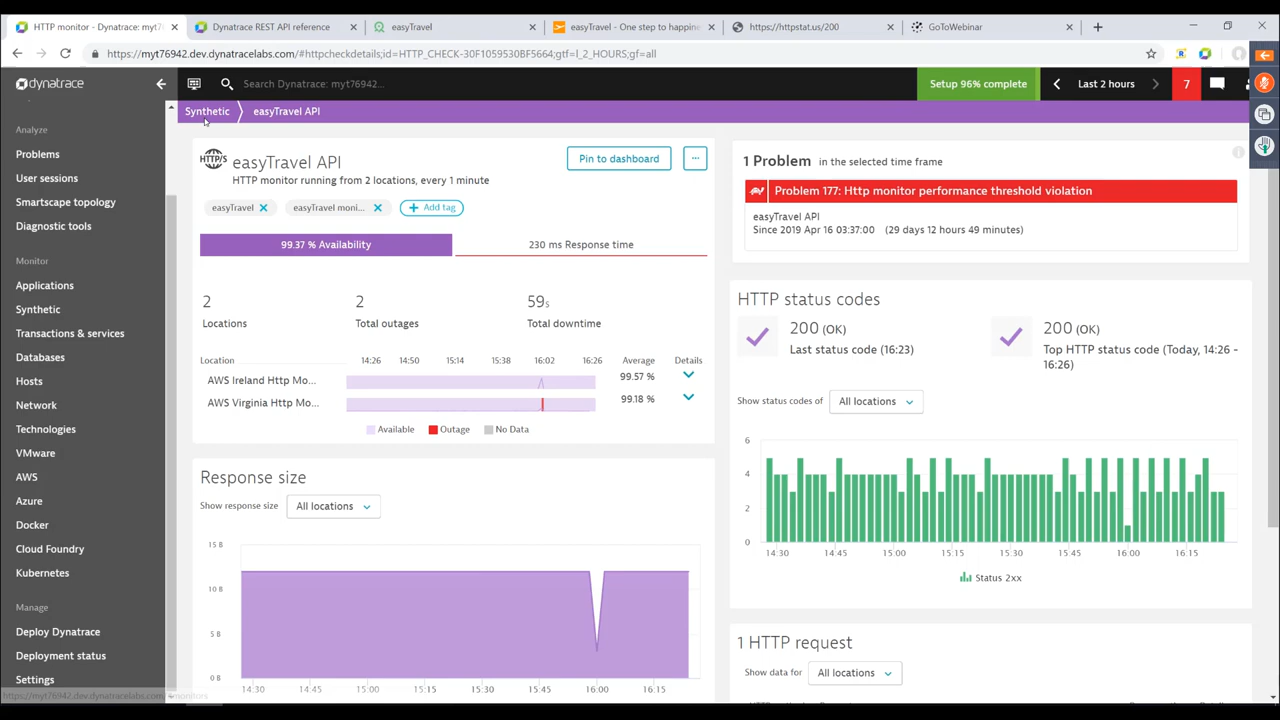 HTTP monitor - Dynatrace: myt7
Dynatrace REST API reference
easyTravel
easyTravel - One step to happine
https://httpstat.us/200
GoToWebinar
https://myt76942.dev.dynatracelabs.com/#httpcheckdetails;id=HTTP_CHECK-30F1059530BF5664;gtf=l_2_HOURS;gf=all
dynatrace
Search Dynatrace: myt76942...
Setup 96% complete
Last 2 hours
7
Synthetic
easyTravel API
Analyze
Problems
User sessions
Smartscape topology
Diagnostic tools
Monitor
Applications
Synthetic
Transactions & services
Databases
Hosts
Network
Technologies
VMware
AWS
Azure
Docker
Cloud Foundry
Kubernetes
Manage
Deploy Dynatrace
Deployment status
Settings
HTTP/S
easyTravel API
Pin to dashboard
...
HTTP monitor running from 2 locations, every 1 minute
easyTravel
easyTravel moni...
Add tag
99.37 % Availability
230 ms Response time
2
2
59s
Locations
Total outages
Total downtime
Location
14:26
14:50
15:14
15:38
16:02
16:26
Average
Details
AWS Ireland Http Mo...
99.57 %
AWS Virginia Http Mo...
99.18 %
Available
Outage
No Data
Response size
Show response size
All locations
15 B
10 B
5 B
0 B
14:30
14:45
15:00
15:15
15:30
15:45
16:00
16:15
1 Problem in the selected time frame
Problem 177: Http monitor performance threshold violation
easyTravel API
Since 2019 Apr 16 03:37:00 (29 days 12 hours 49 minutes)
HTTP status codes
200 (OK)
Last status code (16:23)
200 (OK)
Top HTTP status code (Today, 14:26 -
16:26)
Show status codes of
All locations
6
4
2
0
14:30
14:45
15:00
15:15
15:30
15:45
16:00
16:15
Status 2xx
1 HTTP request
Show data for
All locations